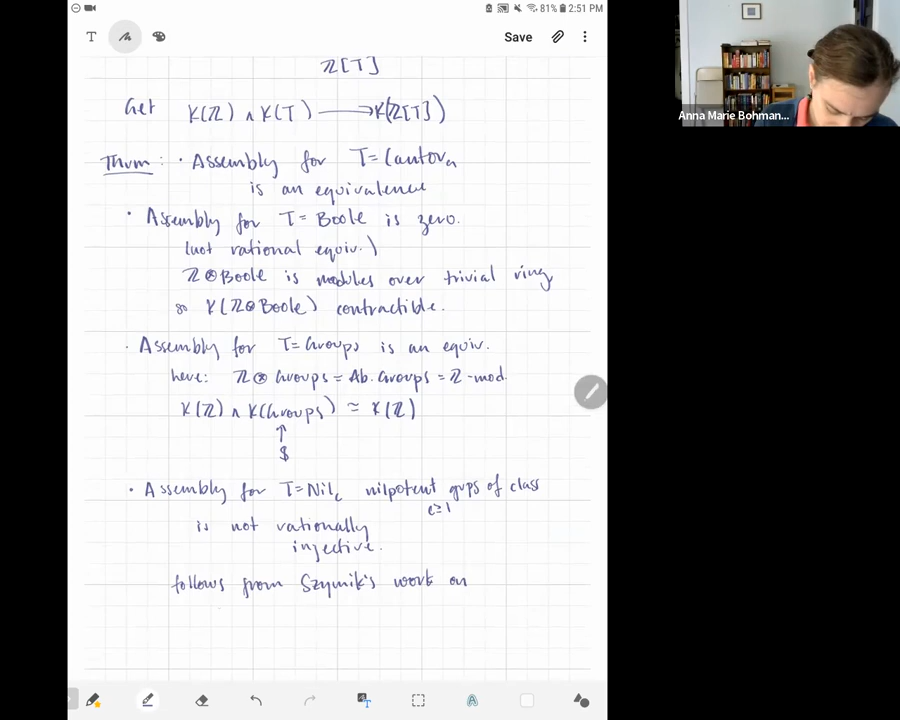 81% 2:51 PM
T Save
Z[T]
Get K(Z) ∧ K(T) ⟶ K(Z[T])
Thm: · Assembly for T=Cantor_a
is an equivalence
· Assembly for T=Boole is zero.
(not rational equiv.)
Z⊗Boole is modules over trivial ring
so K(Z⊗Boole) contractible.
· Assembly for T=Groups is an equiv.
here: Z⊗Groups = Ab.Groups = Z-mod.
K(Z) ∧ K(Groups) ≃ K(Z)
↑
$
· Assembly for T=Nil_c nilpotent grps of class
c≥1
is not rationally
injective.
follows from Szymik's work on
Anna Marie Bohman...